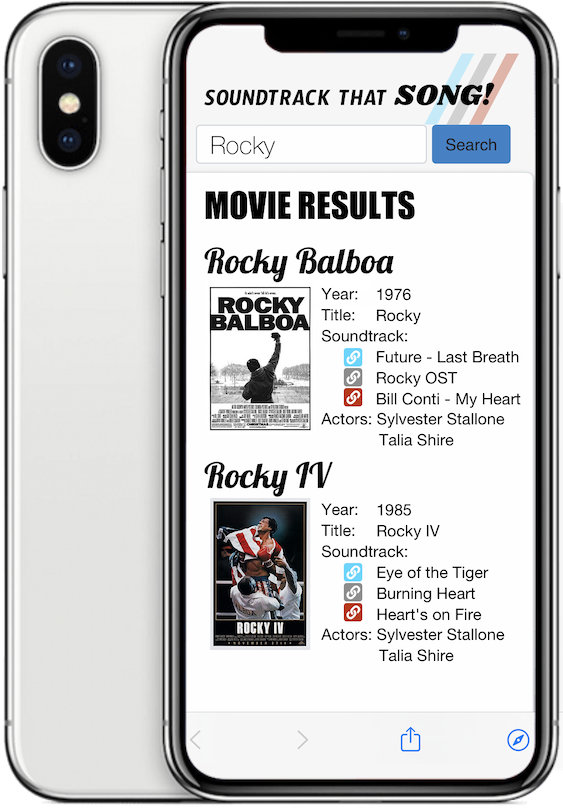 SOUNDTRACK THAT SONG!
Rocky
Search
MOVIE RESULTS
Rocky Balboa
ROCKY
BALBOA
Year: 1976
Title: Rocky
Soundtrack:
Future - Last Breath
Rocky OST
Bill Conti - My Heart
Actors: Sylvester Stallone
Talia Shire
Rocky IV
ROCKY IV
Year: 1985
Title: Rocky IV
Soundtrack:
Eye of the Tiger
Burning Heart
Heart's on Fire
Actors: Sylvester Stallone
Talia Shire